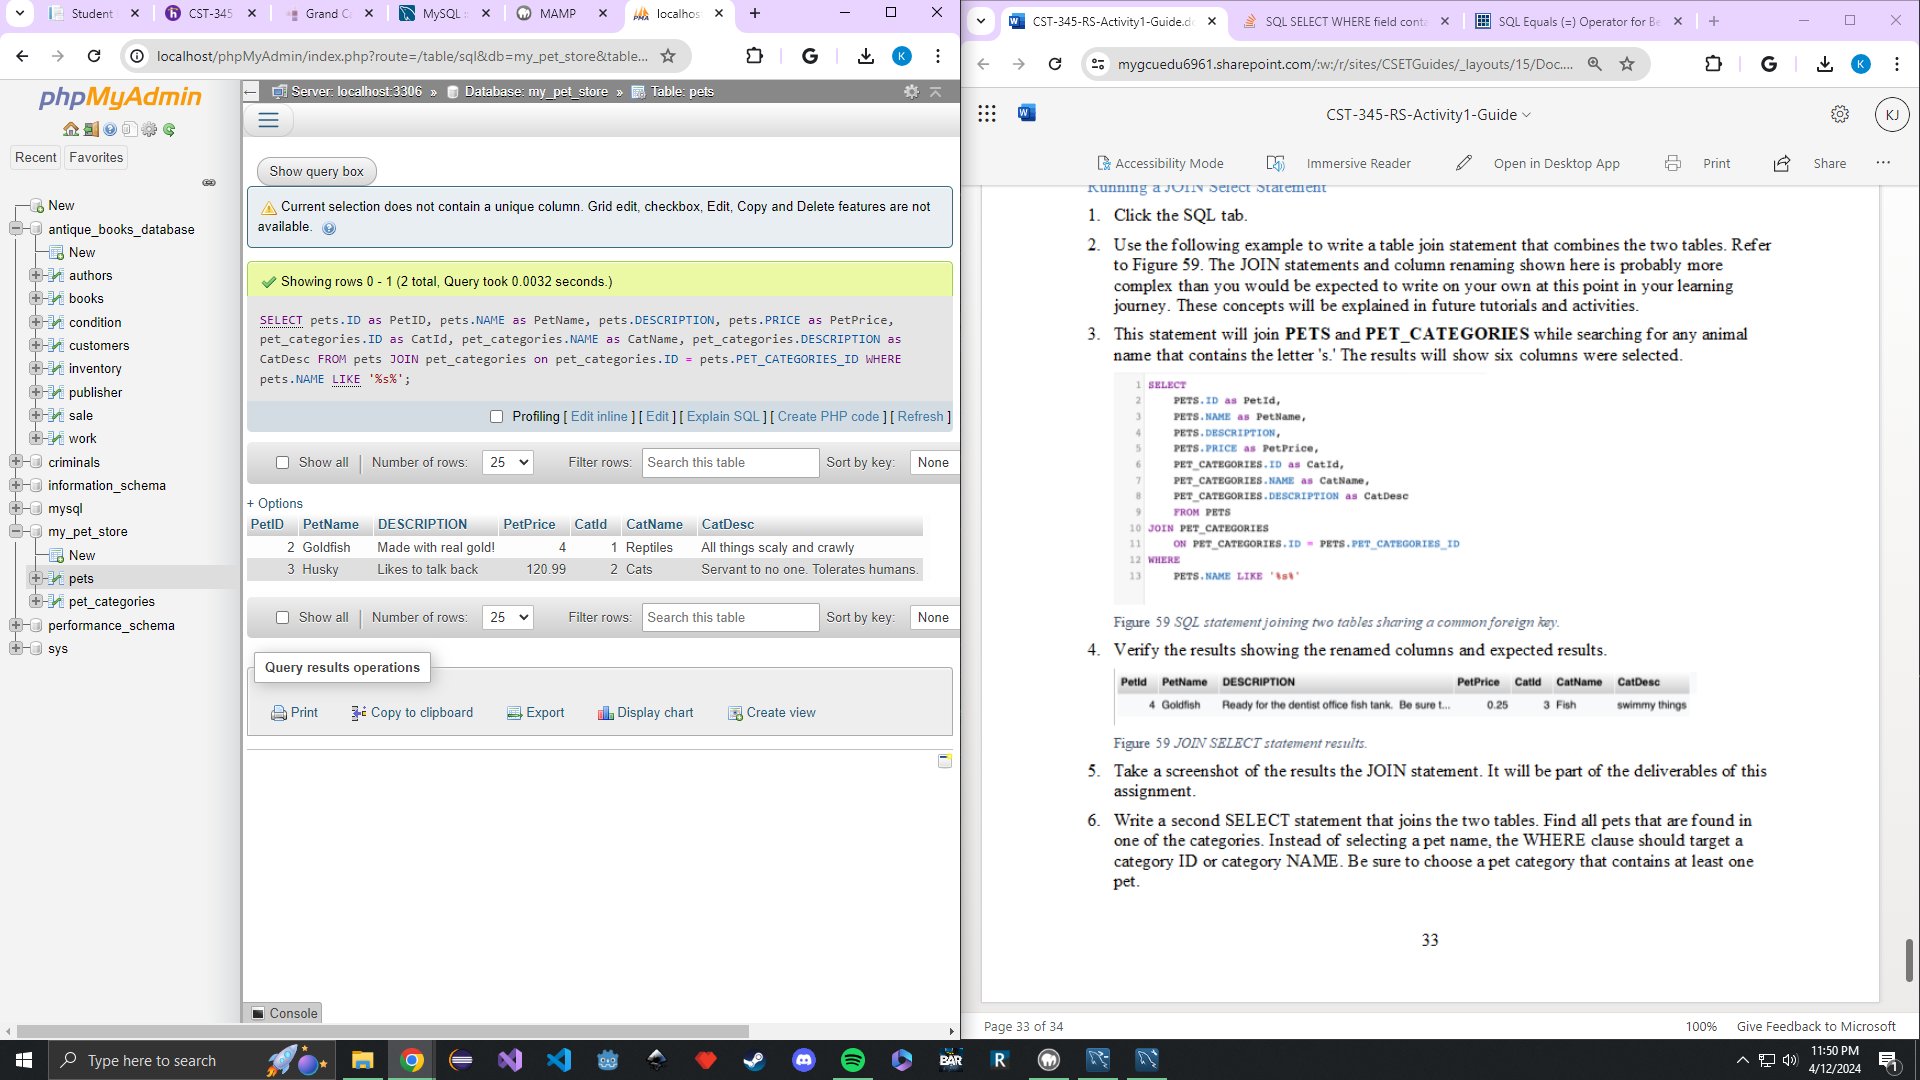 Student
CST-345
Grand C
MySQL ::
MAMP
localhos
localhost/phpMyAdmin/index.php?route=/table/sql&db=my_pet_store&table...
K
phpMyAdmin
Recent
Favorites
New
antique_books_database
New
authors
books
condition
customers
inventory
publisher
sale
work
criminals
information_schema
mysql
my_pet_store
New
pets
pet_categories
performance_schema
sys
Server: localhost:3306 » Database: my_pet_store » Table: pets
Show query box
Current selection does not contain a unique column. Grid edit, checkbox, Edit, Copy and Delete features are not
available.
Showing rows 0 - 1 (2 total, Query took 0.0032 seconds.)
SELECT pets.ID as PetID, pets.NAME as PetName, pets.DESCRIPTION, pets.PRICE as PetPrice,
pet_categories.ID as CatId, pet_categories.NAME as CatName, pet_categories.DESCRIPTION as
CatDesc FROM pets JOIN pet_categories on pet_categories.ID = pets.PET_CATEGORIES_ID WHERE
pets.NAME LIKE '%s%';
Profiling [ Edit inline ] [ Edit ] [ Explain SQL ] [ Create PHP code ] [ Refresh ]
Show all Number of rows: 25 Filter rows: Search this table Sort by key: None
+ Options
PetID PetName DESCRIPTION PetPrice CatId CatName CatDesc
2 Goldfish Made with real gold! 4 1 Reptiles All things scaly and crawly
3 Husky Likes to talk back 120.99 2 Cats Servant to no one. Tolerates humans.
Show all Number of rows: 25 Filter rows: Search this table Sort by key: None
Query results operations
Print Copy to clipboard Export Display chart Create view
Console
CST-345-RS-Activity1-Guide.d
SQL SELECT WHERE field conta
SQL Equals (=) Operator for Be
mygcuedu6961.sharepoint.com/:w:/r/sites/CSETGuides/_layouts/15/Doc....
K
W
CST-345-RS-Activity1-Guide
KJ
Accessibility Mode Immersive Reader Open in Desktop App Print Share ...
Running a JOIN Select Statement
1. Click the SQL tab.
2. Use the following example to write a table join statement that combines the two tables. Refer
to Figure 59. The JOIN statements and column renaming shown here is probably more
complex than you would be expected to write on your own at this point in your learning
journey. These concepts will be explained in future tutorials and activities.
3. This statement will join PETS and PET_CATEGORIES while searching for any animal
name that contains the letter 's.' The results will show six columns were selected.
1 SELECT
2 PETS.ID as PetId,
3 PETS.NAME as PetName,
4 PETS.DESCRIPTION,
5 PETS.PRICE as PetPrice,
6 PET_CATEGORIES.ID as CatId,
7 PET_CATEGORIES.NAME as CatName,
8 PET_CATEGORIES.DESCRIPTION as CatDesc
9 FROM PETS
10 JOIN PET_CATEGORIES
11 ON PET_CATEGORIES.ID = PETS.PET_CATEGORIES_ID
12 WHERE
13 PETS.NAME LIKE '%s%'
Figure 59 SQL statement joining two tables sharing a common foreign key.
4. Verify the results showing the renamed columns and expected results.
PetId PetName DESCRIPTION PetPrice CatId CatName CatDesc
4 Goldfish Ready for the dentist office fish tank. Be sure t... 0.25 3 Fish swimmy things
Figure 59 JOIN SELECT statement results.
5. Take a screenshot of the results the JOIN statement. It will be part of the deliverables of this
assignment.
6. Write a second SELECT statement that joins the two tables. Find all pets that are found in
one of the categories. Instead of selecting a pet name, the WHERE clause should target a
category ID or category NAME. Be sure to choose a pet category that contains at least one
pet.
33
Page 33 of 34
100% Give Feedback to Microsoft
Type here to search
BAR
R
11:50 PM
4/12/2024
1